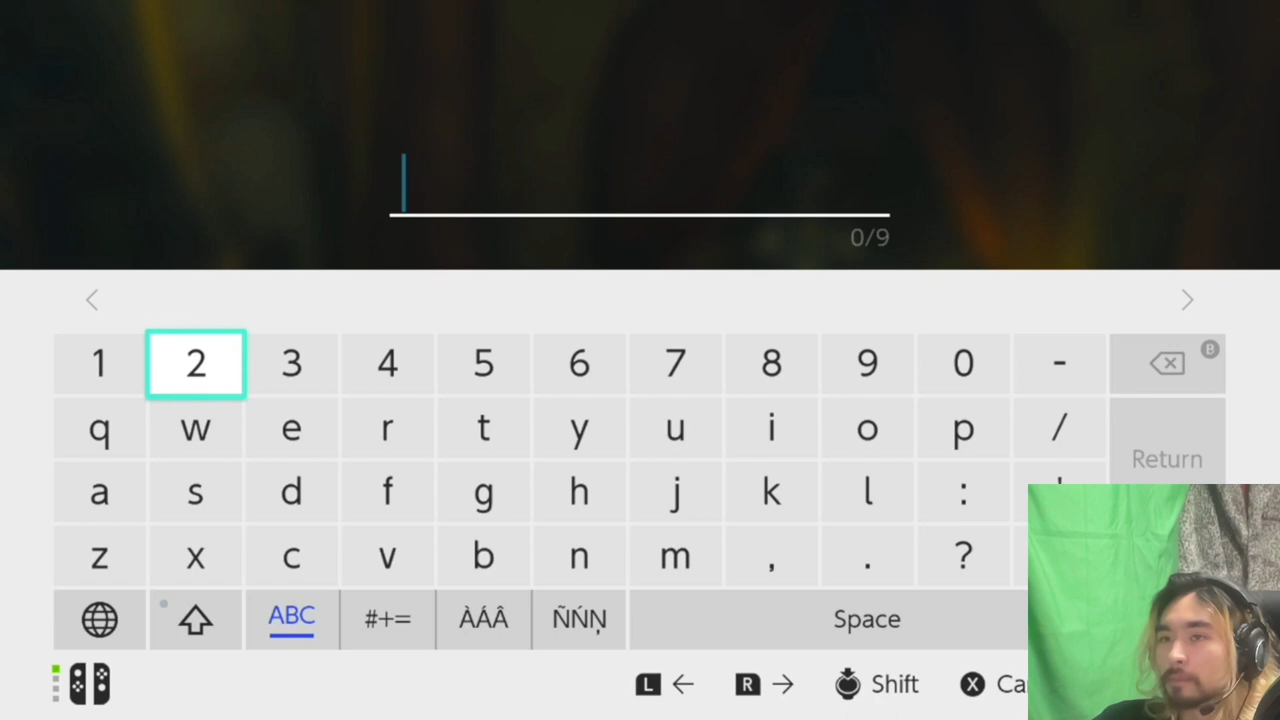 0/9
1 2 3 4 5 6 7 8 9 0 - B
q w e r t y u i o p /
Return
a s d f g h j k l : '
z x c v b n m , . ?
ABC #+= ÀÁÂ ÑŃŅ Space
L ← R → Shift X